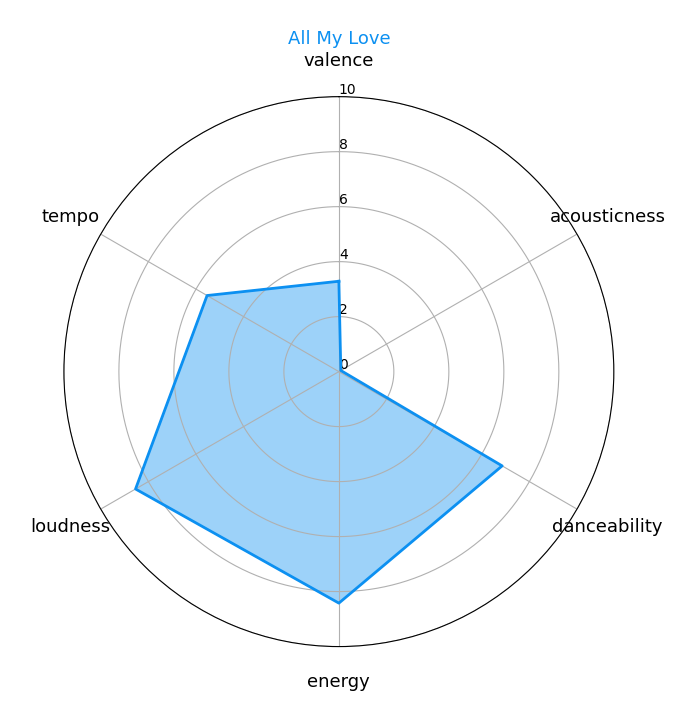 All My Love
valence
10
8
6
4
2
0
tempo
acousticness
loudness
danceability
energy